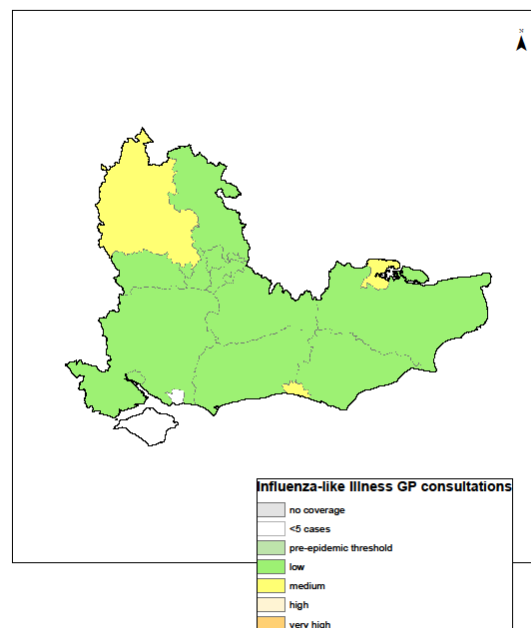 N
Influenza-like Illness GP consultations
no coverage
<5 cases
pre-epidemic threshold
low
medium
high
very high